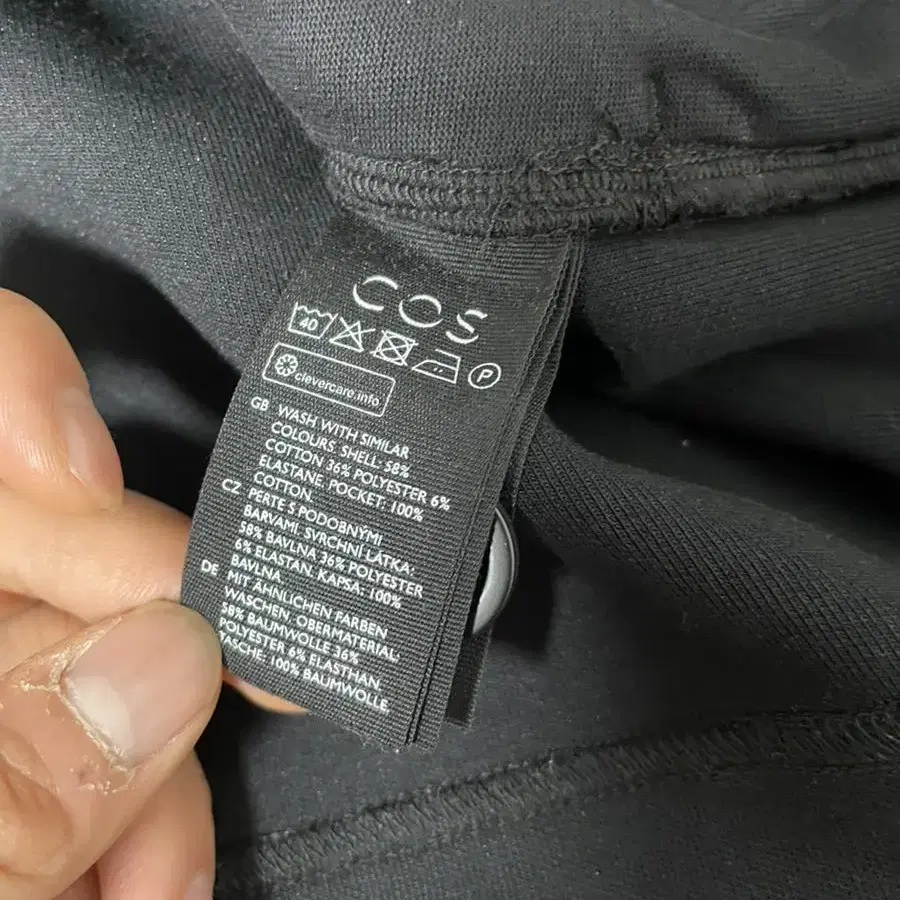 COS
40
P
clevercare.info
GB WASH WITH SIMILAR
COLOURS. SHELL: 58%
COTTON 36% POLYESTER 6%
ELASTANE. POCKET: 100%
COTTON.
CZ PERTE S PODOBNÝMI
BARVAMI. SVRCHNÍ LÁTKA:
58% BAVLNA 36% POLYESTER
6% ELASTAN. KAPSA: 100%
BAVLNA.
DE MIT ÄHNLICHEN FARBEN
WASCHEN. OBERMATERIAL:
58% BAUMWOLLE 36%
POLYESTER 6% ELASTHAN.
TASCHE: 100% BAUMWOLLE.